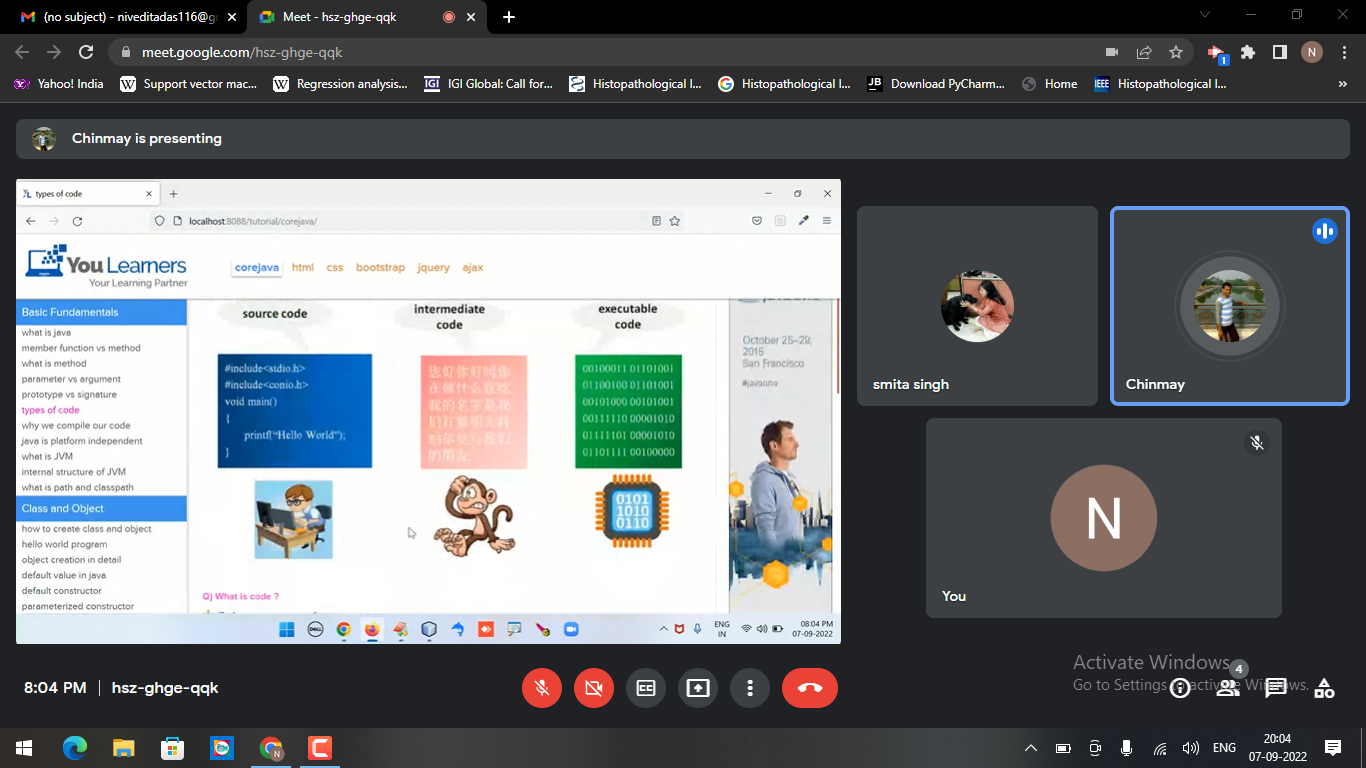 (no subject) - niveditadas116@gr
Meet - hsz-ghge-qqk
meet.google.com/hsz-ghge-qqk
1
N
Yahoo! India
Support vector mac...
Regression analysis...
IGI Global: Call for...
Histopathological I...
Histopathological I...
Download PyCharm...
Home
Histopathological I...
»
Chinmay is presenting
types of code
localhost:8088/tutorial/corejava/
You Learners
Your Learning Partner
corejava html css bootstrap jquery ajax
Basic Fundamentals
what is java
member function vs method
what is method
parameter vs argument
prototype vs signature
types of code
why we compile our code
java is platform independent
what is JVM
internal structure of JVM
what is path and classpath
Class and Object
how to create class and object
hello world program
object creation in detail
default value in java
default constructor
parameterized constructor
source code
#include<stdio.h>
#include<conio.h>
void main()
{
printf("Hello World");
}
intermediate
code
executable
code
00100011 01101001
01100100 01101001
00101000 00101001
00111110 00001010
01111101 00001010
01101111 00100000
0101
1010
0110
October 25-29,
2015
San Francisco
#javaone
Q) What is code ?
DELL
ENG
IN
08:04 PM
07-09-2022
smita singh
Chinmay
N
You
8:04 PM | hsz-ghge-qqk
Activate Windows
Go to Settings to activate Windows.
4
ENG
20:04
07-09-2022